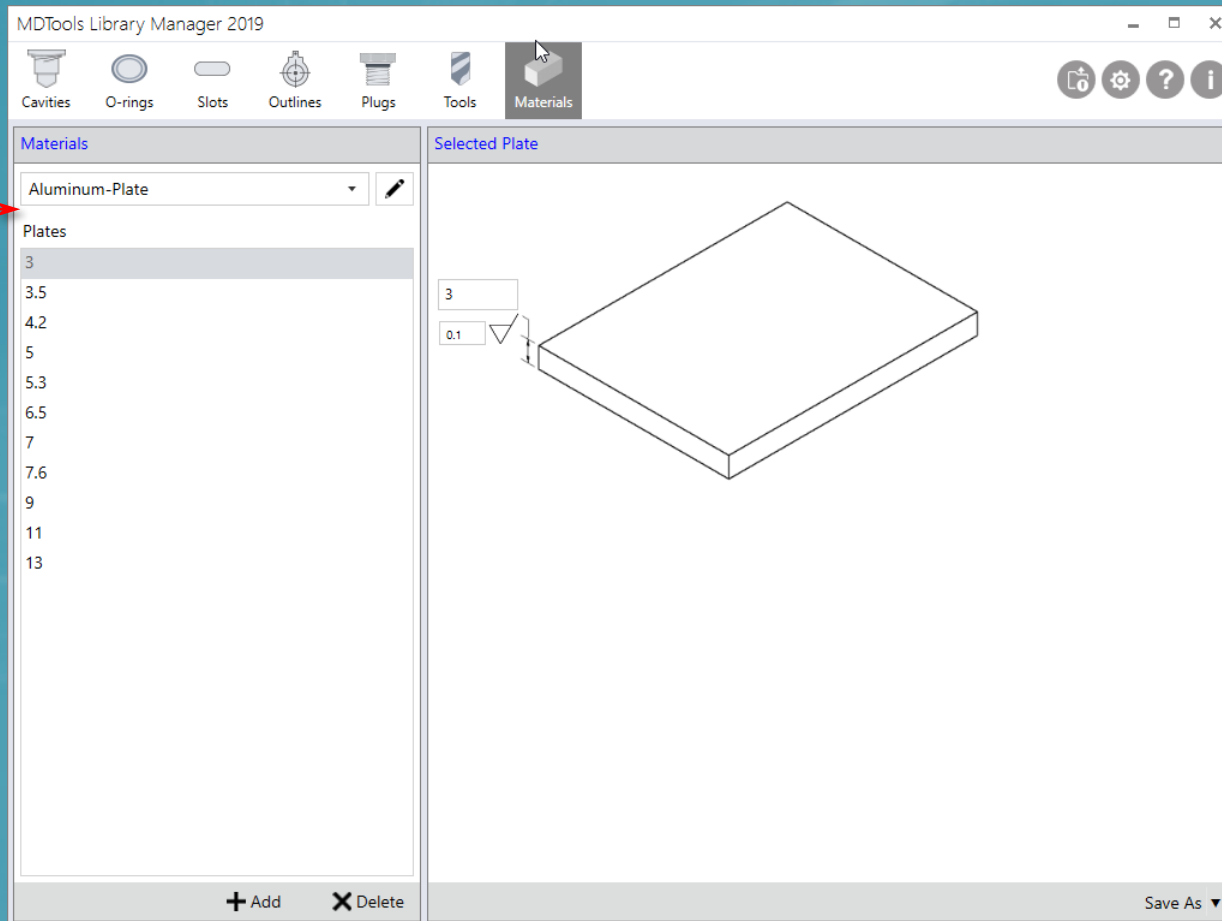 MDTools Library Manager 2019
Cavities O-rings Slots Outlines Plugs Tools Materials
Materials
Aluminum-Plate
Plates
3
3.5
4.2
5
5.3
6.5
7
7.6
9
11
13
Add Delete
Selected Plate
3
0.1
Save As